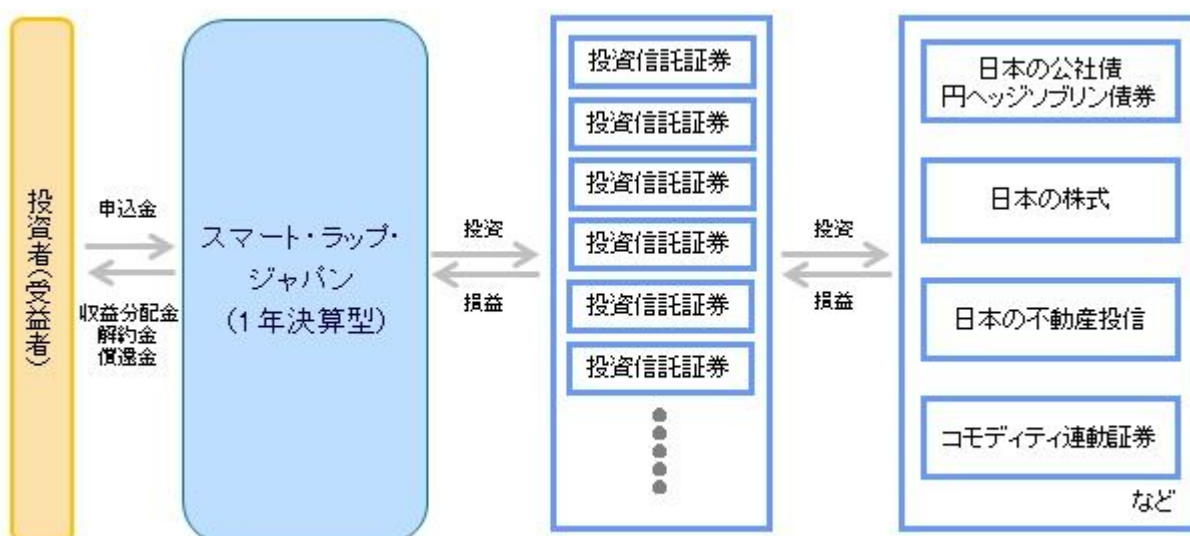 投資者(受益者)
申込金
収益分配金
解約金
償還金
スマート・ラップ・
ジャパン
(1年決算型)
投資
損益
投資信託証券
投資信託証券
投資信託証券
投資信託証券
投資信託証券
投資信託証券
投資
損益
日本の公社債
円ヘッジソブリン債券
日本の株式
日本の不動産投信
コモディティ連動証券
など